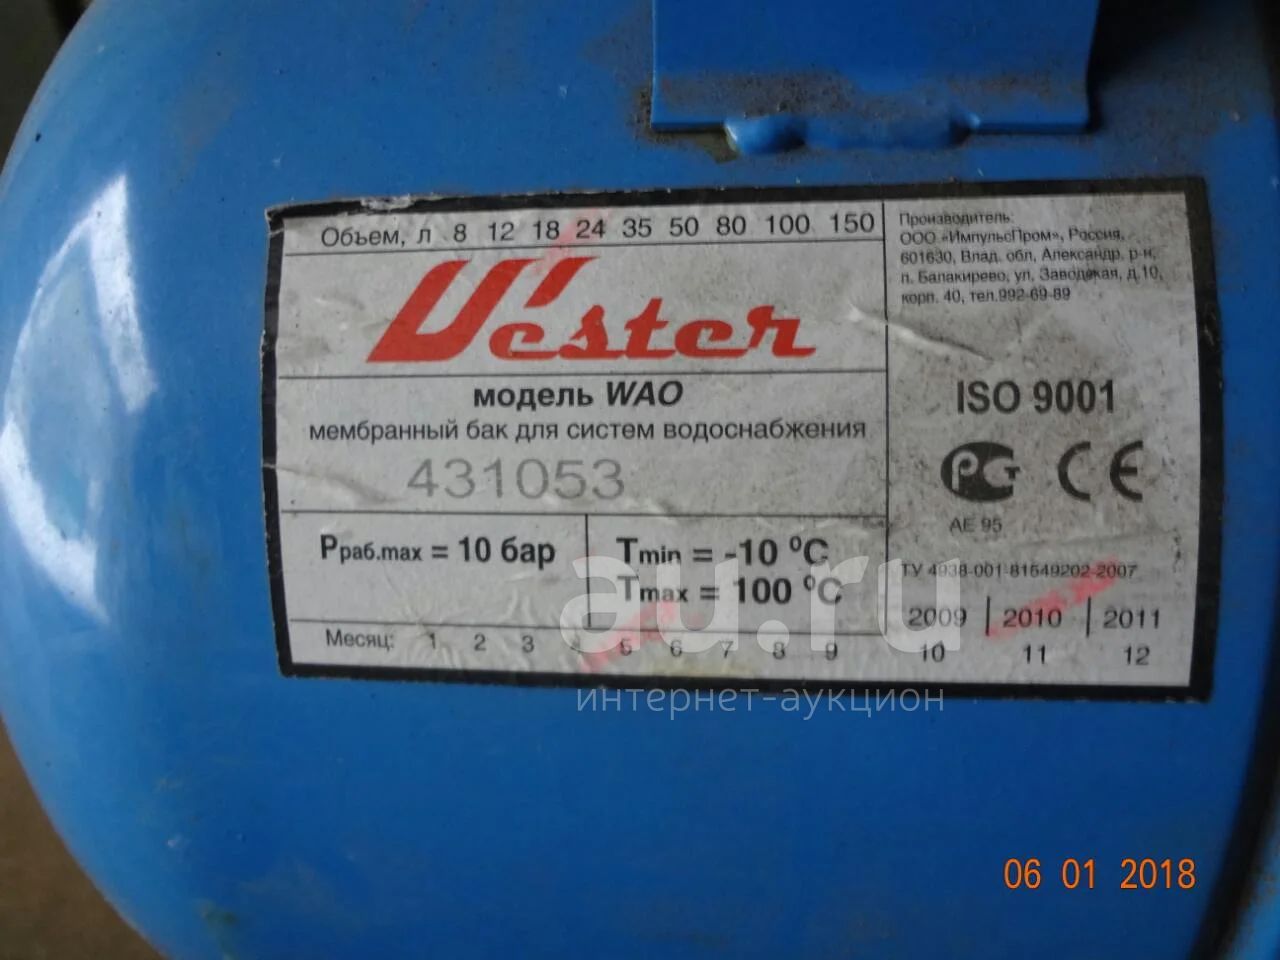 Объем, л 8 12 18 24 35 50 80 100 150
Wester
модель WAO
мембранный бак для систем водоснабжения
431053
Pраб.max = 10 бар
Tmin = -10 ºC
Tmax = 100 ºC
Производитель:
ООО «ИмпульсПром», Россия,
601630, Влад. обл, Александр. р-н,
п. Балакирево, ул. Заводская, д.10,
корп. 40, тел.992-69-89
ISO 9001
РСТ CE
АЕ 95
ТУ 4938-001-81549202-2007
2009 | 2010 | 2011
Месяц: 1 2 3 5 6 7 8 9 10 11 12
au.ru
интернет-аукцион
06 01 2018